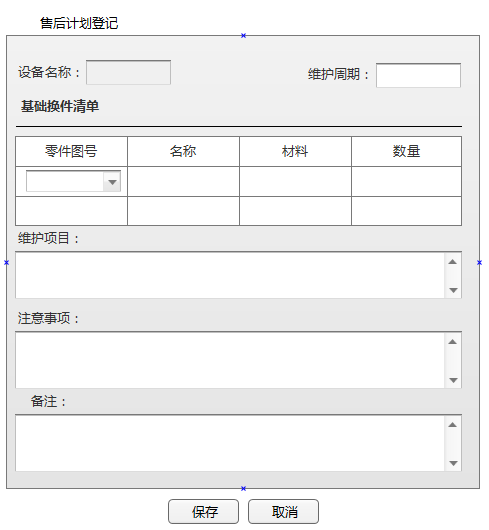 售后计划登记
设备名称： 维护周期：
基础换件清单
零件图号 名称 材料 数量
维护项目：
注意事项：
备注：
保存 取消